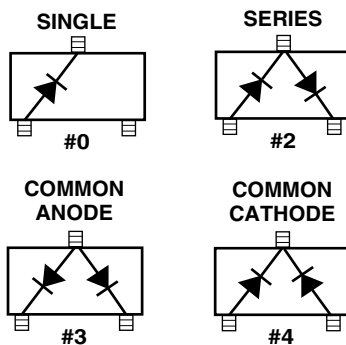 SINGLE
#0
SERIES
#2
COMMON
ANODE
#3
COMMON
CATHODE
#4